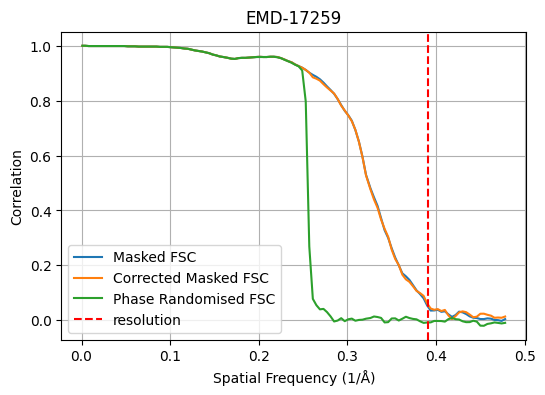 EMD-17259
1.0
0.8
0.6
0.4
0.2
0.0
Correlation
Masked FSC
Corrected Masked FSC
Phase Randomised FSC
resolution
0.0 0.1 0.2 0.3 0.4 0.5
Spatial Frequency (1/Å)